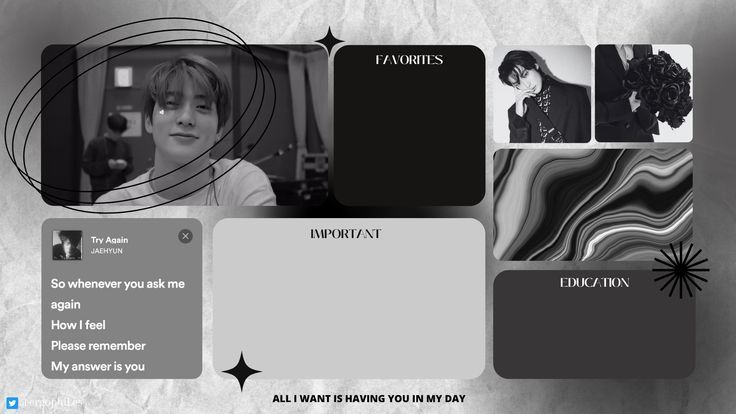 FAVORITES
Try Again
JAEHYUN
So whenever you ask me
again
How I feel
Please remember
My answer is you
IMPORTANT
EDUCATION
ALL I WANT IS HAVING YOU IN MY DAY